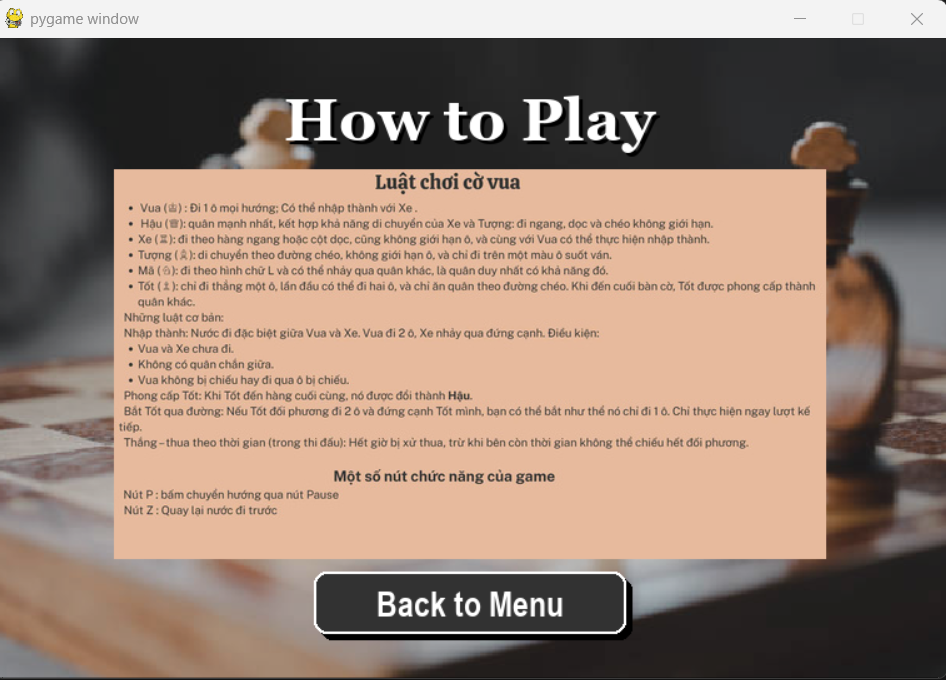 pygame window
How to Play
Luật chơi cờ vua
• Vua (♔) : Đi 1 ô mọi hướng; Có thể nhập thành với Xe .
• Hậu (♕): quân mạnh nhất, kết hợp khả năng di chuyển của Xe và Tượng: đi ngang, dọc và chéo không giới hạn.
• Xe (♖): đi theo hàng ngang hoặc cột dọc, cũng không giới hạn ô, và cùng với Vua có thể thực hiện nhập thành.
• Tượng (♗): di chuyển theo đường chéo, không giới hạn ô, và chỉ đi trên một màu ô suốt ván.
• Mã (♘): đi theo hình chữ L và có thể nhảy qua quân khác, là quân duy nhất có khả năng đó.
• Tốt (♙): chỉ đi thẳng một ô, lần đầu có thể đi hai ô, và chỉ ăn quân theo đường chéo. Khi đến cuối bàn cờ, Tốt được phong cấp thành
quân khác.
Những luật cơ bản:
Nhập thành: Nước đi đặc biệt giữa Vua và Xe. Vua đi 2 ô, Xe nhảy qua đứng cạnh. Điều kiện:
• Vua và Xe chưa đi.
• Không có quân chắn giữa.
• Vua không bị chiếu hay đi qua ô bị chiếu.
Phong cấp Tốt: Khi Tốt đến hàng cuối cùng, nó được đổi thành Hậu.
Bắt Tốt qua đường: Nếu Tốt đối phương đi 2 ô và đứng cạnh Tốt mình, bạn có thể bắt như thể nó chỉ đi 1 ô. Chỉ thực hiện ngay lượt kế
tiếp.
Thắng – thua theo thời gian (trong thi đấu): Hết giờ bị xử thua, trừ khi bên còn thời gian không thể chiếu hết đối phương.
Một số nút chức năng của game
Nút P : bấm chuyển hướng qua nút Pause
Nút Z : Quay lại nước đi trước
Back to Menu